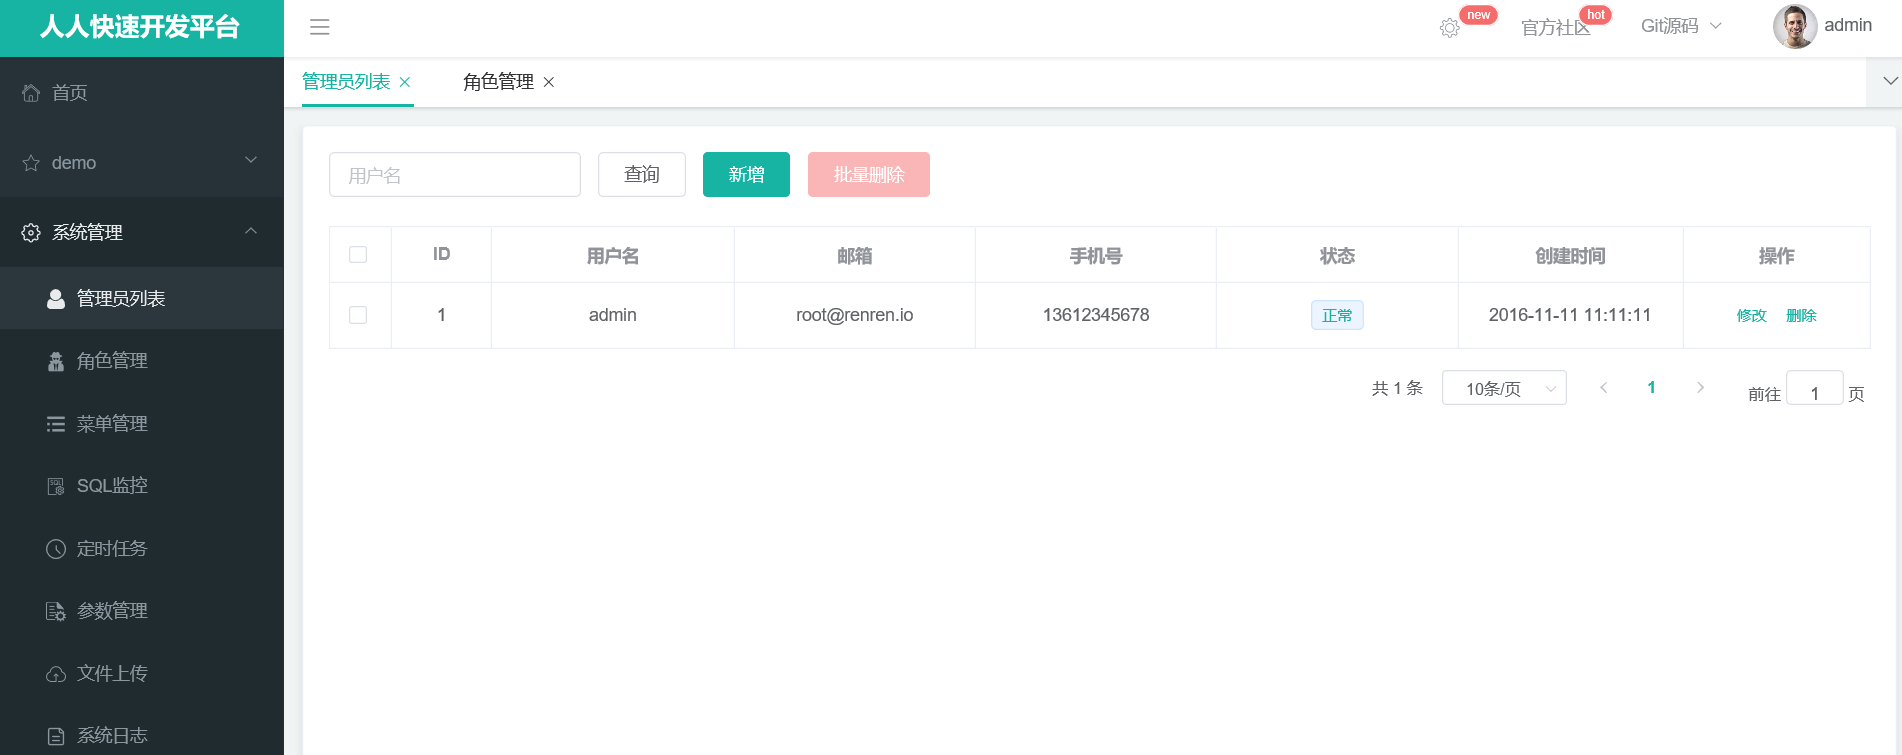 人人快速开发平台
new
官方社区
hot
Git源码
admin
首页
demo
系统管理
管理员列表
角色管理
菜单管理
SQL监控
定时任务
参数管理
文件上传
系统日志
管理员列表
角色管理
用户名
查询
新增
批量删除
ID 用户名 邮箱 手机号 状态 创建时间 操作
1 admin root@renren.io 13612345678 正常 2016-11-11 11:11:11 修改 删除
共 1 条 10条/页 1 前往 1 页